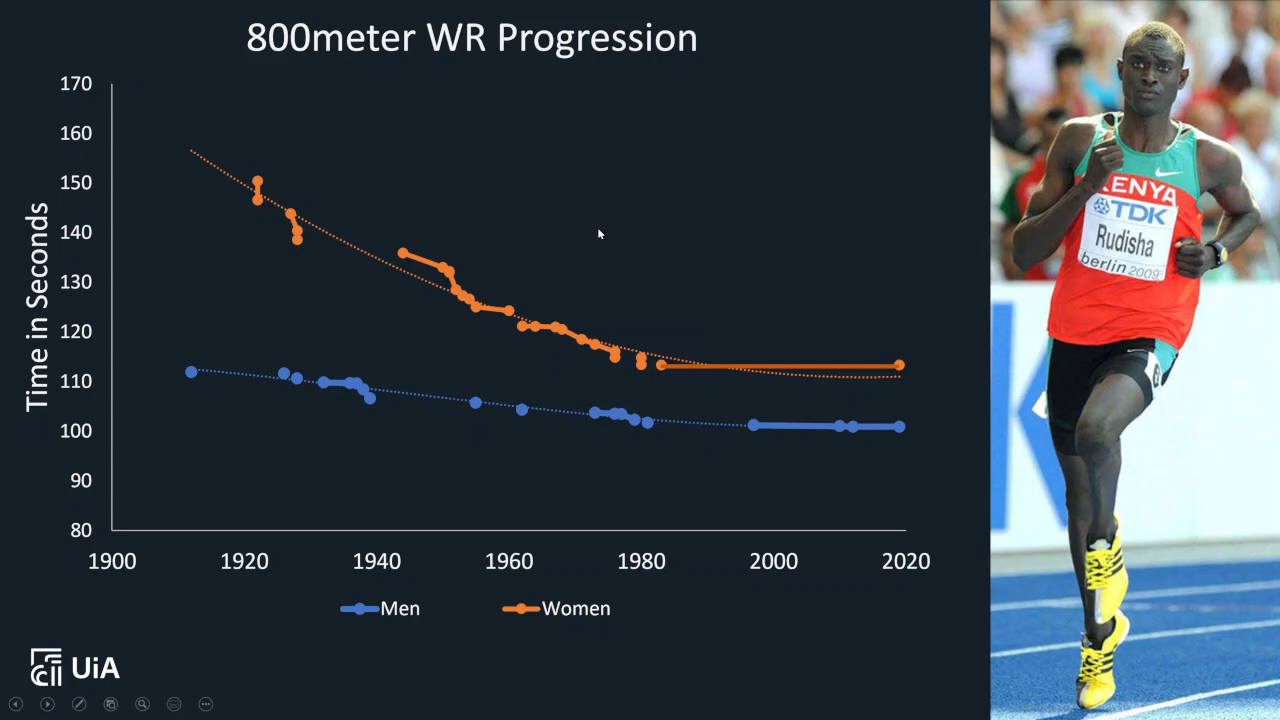 800meter WR Progression
Time in Seconds
170
160
150
140
130
120
110
100
90
80
1900
1920
1940
1960
1980
2000
2020
Men
Women
UiA
KENYA
TDK
Rudisha
berlin 2009